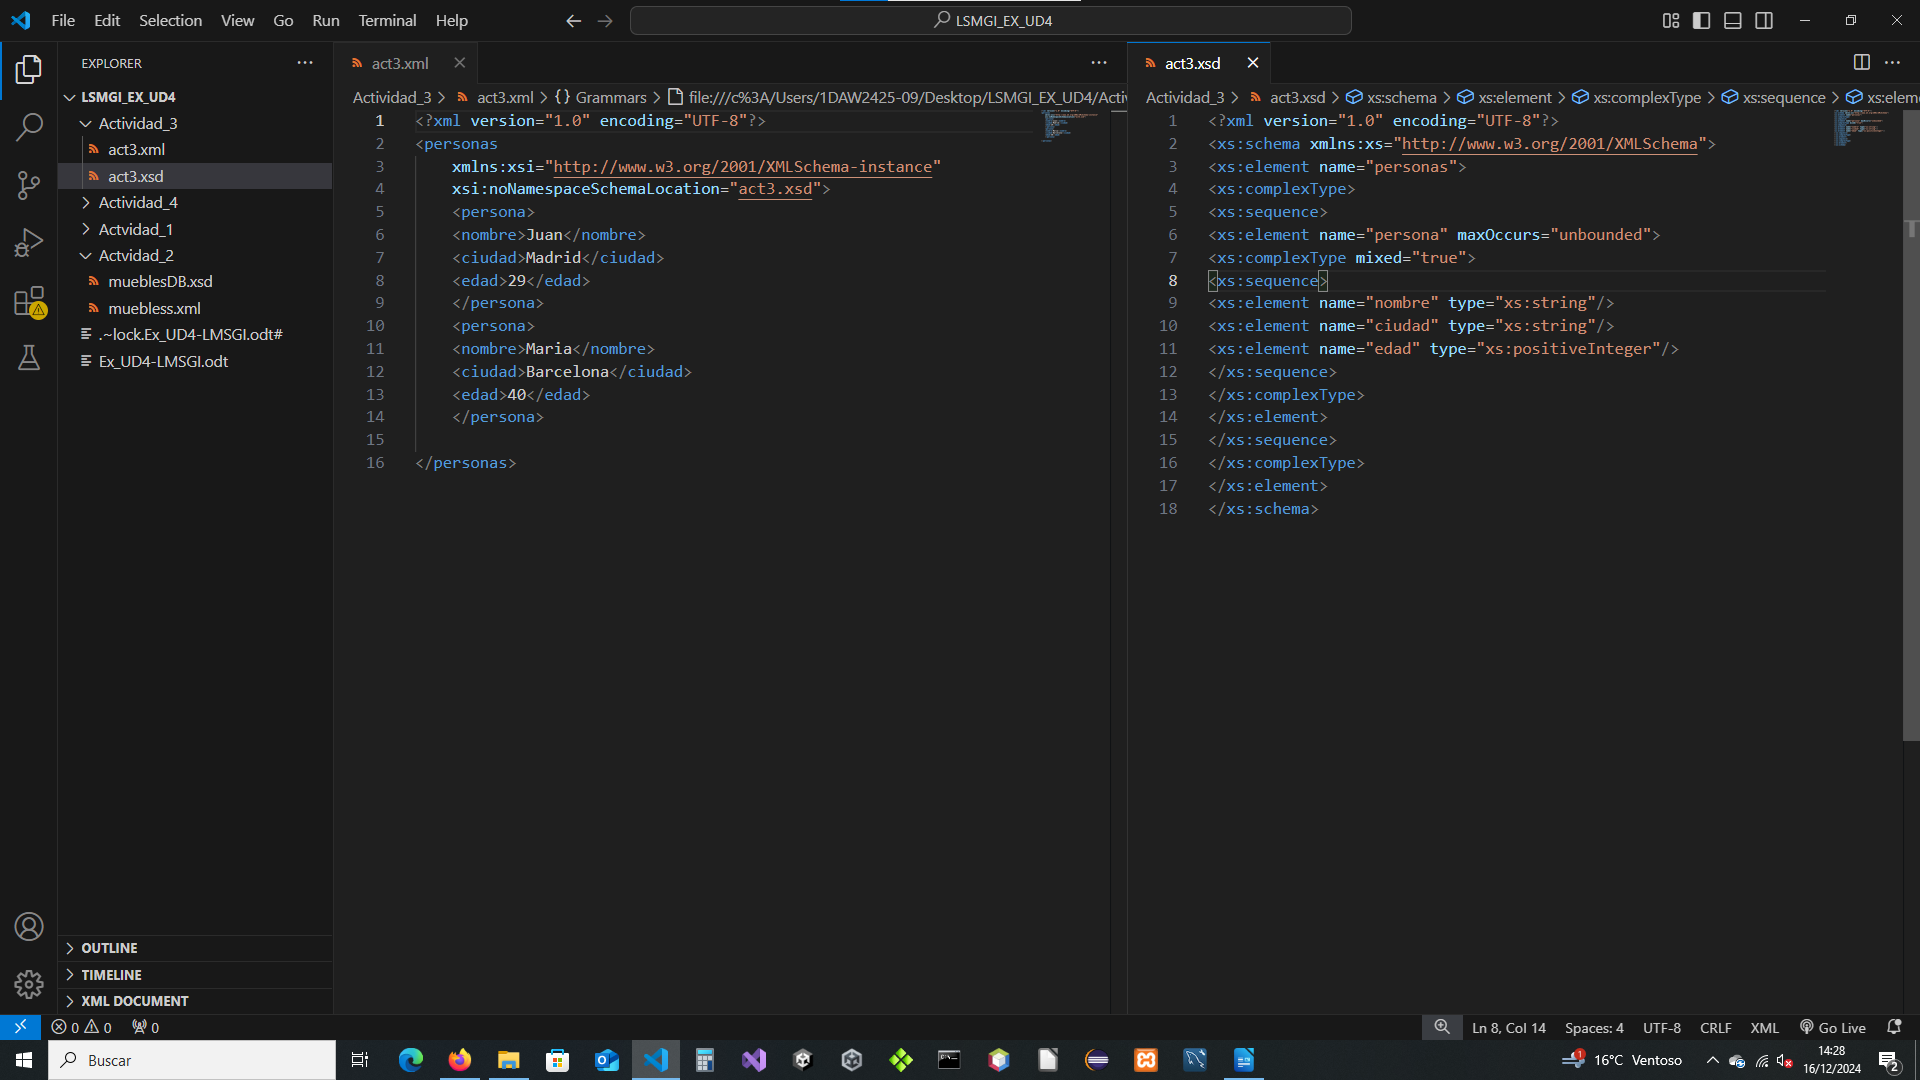 File Edit Selection View Go Run Terminal Help
LSMGI_EX_UD4
EXPLORER
LSMGI_EX_UD4
Actividad_3
act3.xml
act3.xsd
Actividad_4
Actvidad_1
Actvidad_2
mueblesDB.xsd
muebless.xml
.~lock.Ex_UD4-LMSGI.odt#
Ex_UD4-LMSGI.odt
OUTLINE
TIMELINE
XML DOCUMENT
act3.xml
Actividad_3 > act3.xml > {} Grammars > file:///c%3A/Users/1DAW2425-09/Desktop/LSMGI_EX_UD4/Acti
1 <?xml version="1.0" encoding="UTF-8"?>
2 <personas
3 xmlns:xsi="http://www.w3.org/2001/XMLSchema-instance"
4 xsi:noNamespaceSchemaLocation="act3.xsd">
5 <persona>
6 <nombre>Juan</nombre>
7 <ciudad>Madrid</ciudad>
8 <edad>29</edad>
9 </persona>
10 <persona>
11 <nombre>Maria</nombre>
12 <ciudad>Barcelona</ciudad>
13 <edad>40</edad>
14 </persona>
15
16 </personas>
act3.xsd
Actividad_3 > act3.xsd > xs:schema > xs:element > xs:complexType > xs:sequence > xs:eleme
1 <?xml version="1.0" encoding="UTF-8"?>
2 <xs:schema xmlns:xs="http://www.w3.org/2001/XMLSchema">
3 <xs:element name="personas">
4 <xs:complexType>
5 <xs:sequence>
6 <xs:element name="persona" maxOccurs="unbounded">
7 <xs:complexType mixed="true">
8 <xs:sequence>
9 <xs:element name="nombre" type="xs:string"/>
10 <xs:element name="ciudad" type="xs:string"/>
11 <xs:element name="edad" type="xs:positiveInteger"/>
12 </xs:sequence>
13 </xs:complexType>
14 </xs:element>
15 </xs:sequence>
16 </xs:complexType>
17 </xs:element>
18 </xs:schema>
0 0 0
Ln 8, Col 14 Spaces: 4 UTF-8 CRLF XML Go Live
Buscar
1 16°C Ventoso
14:28
16/12/2024
2